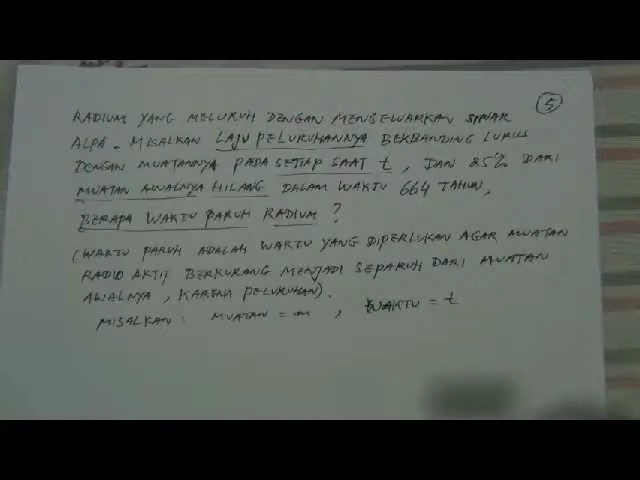 (5)
RADIUM YANG MELURUH DENGAN MENGELUARKAN SINAR
ALPA. MISALKAN LAJU PELURUHANNYA BERBANDING LURUS
DENGAN MUATANNYA PADA SETIAP SAAT t, DAN 25% DARI
MUATAN AWALNYA HILANG DALAM WAKTU 664 TAHUN,
BERAPA WAKTU PARUH RADIUM ?
(WAKTU PARUH ADALAH WAKTU YANG DIPERLUKAN AGAR MUATAN
RADIO AKTIF BERKURANG MENJADI SEPARUH DARI MUATAN
AWALNYA, KARENA PELURUHAN).
MISALKAN : MUATAN = m , WAKTU = t